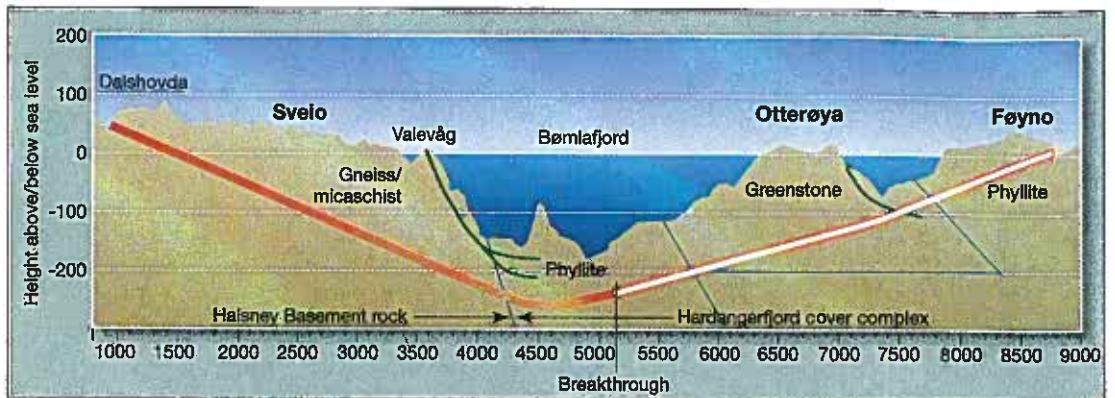 Height above/below sea level
200
100
0
-100
-200
Dalshovda
Sveio
Valevåg
Bømlafjord
Otterøya
Føyno
Gneiss/
micaschist
Greenstone
Phyllite
Phyllite
Halsney Basement rock
Hardangerfjord cover complex
1000 2000 2500 3000 3500 4000 4500 5000 5500 6500 7000 7500 8000 8500 9000
Breakthrough